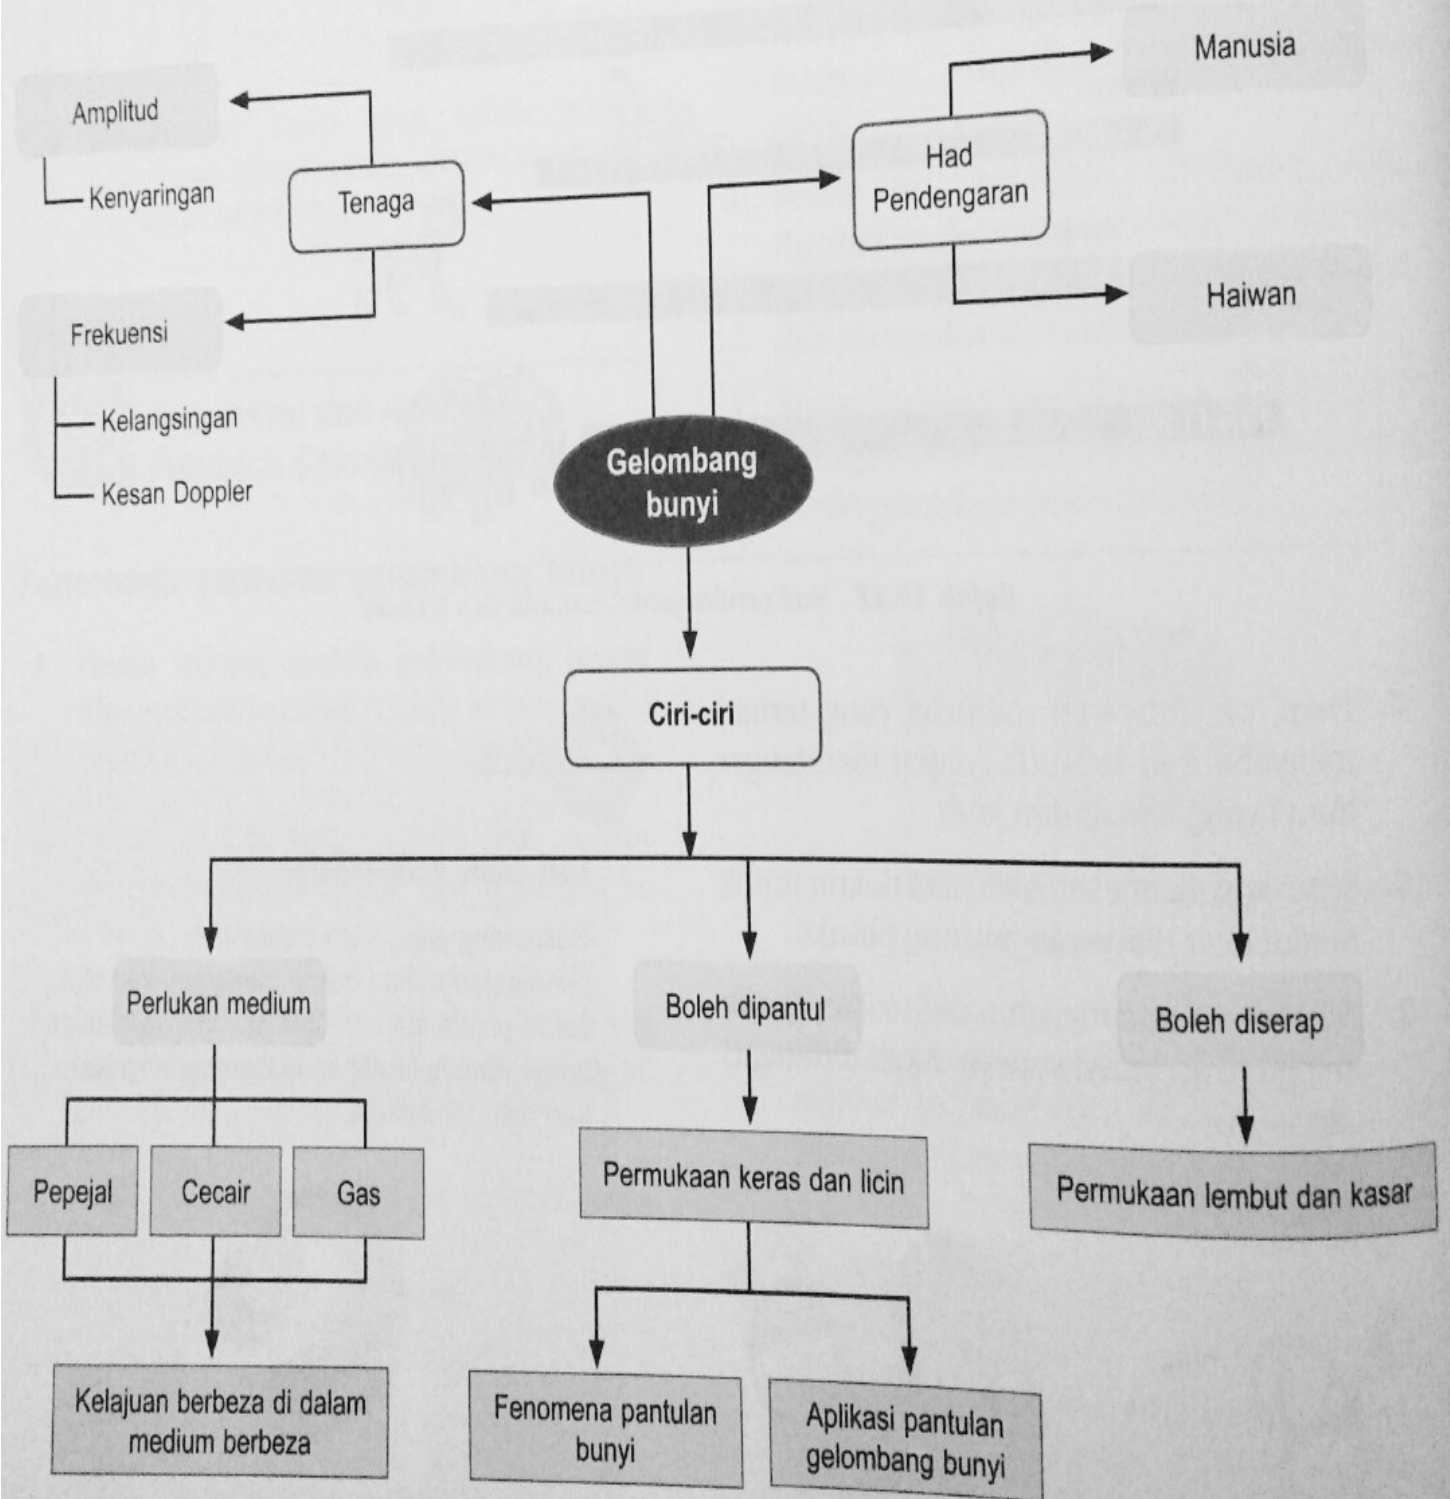 Manusia
Amplitud
Kenyaringan
Tenaga
Had
Pendengaran
Haiwan
Frekuensi
Kelangsingan
Kesan Doppler
Gelombang
bunyi
Ciri-ciri
Perlukan medium
Boleh dipantul
Boleh diserap
Pepejal
Cecair
Gas
Permukaan keras dan licin
Permukaan lembut dan kasar
Kelajuan berbeza di dalam
medium berbeza
Fenomena pantulan
bunyi
Aplikasi pantulan
gelombang bunyi